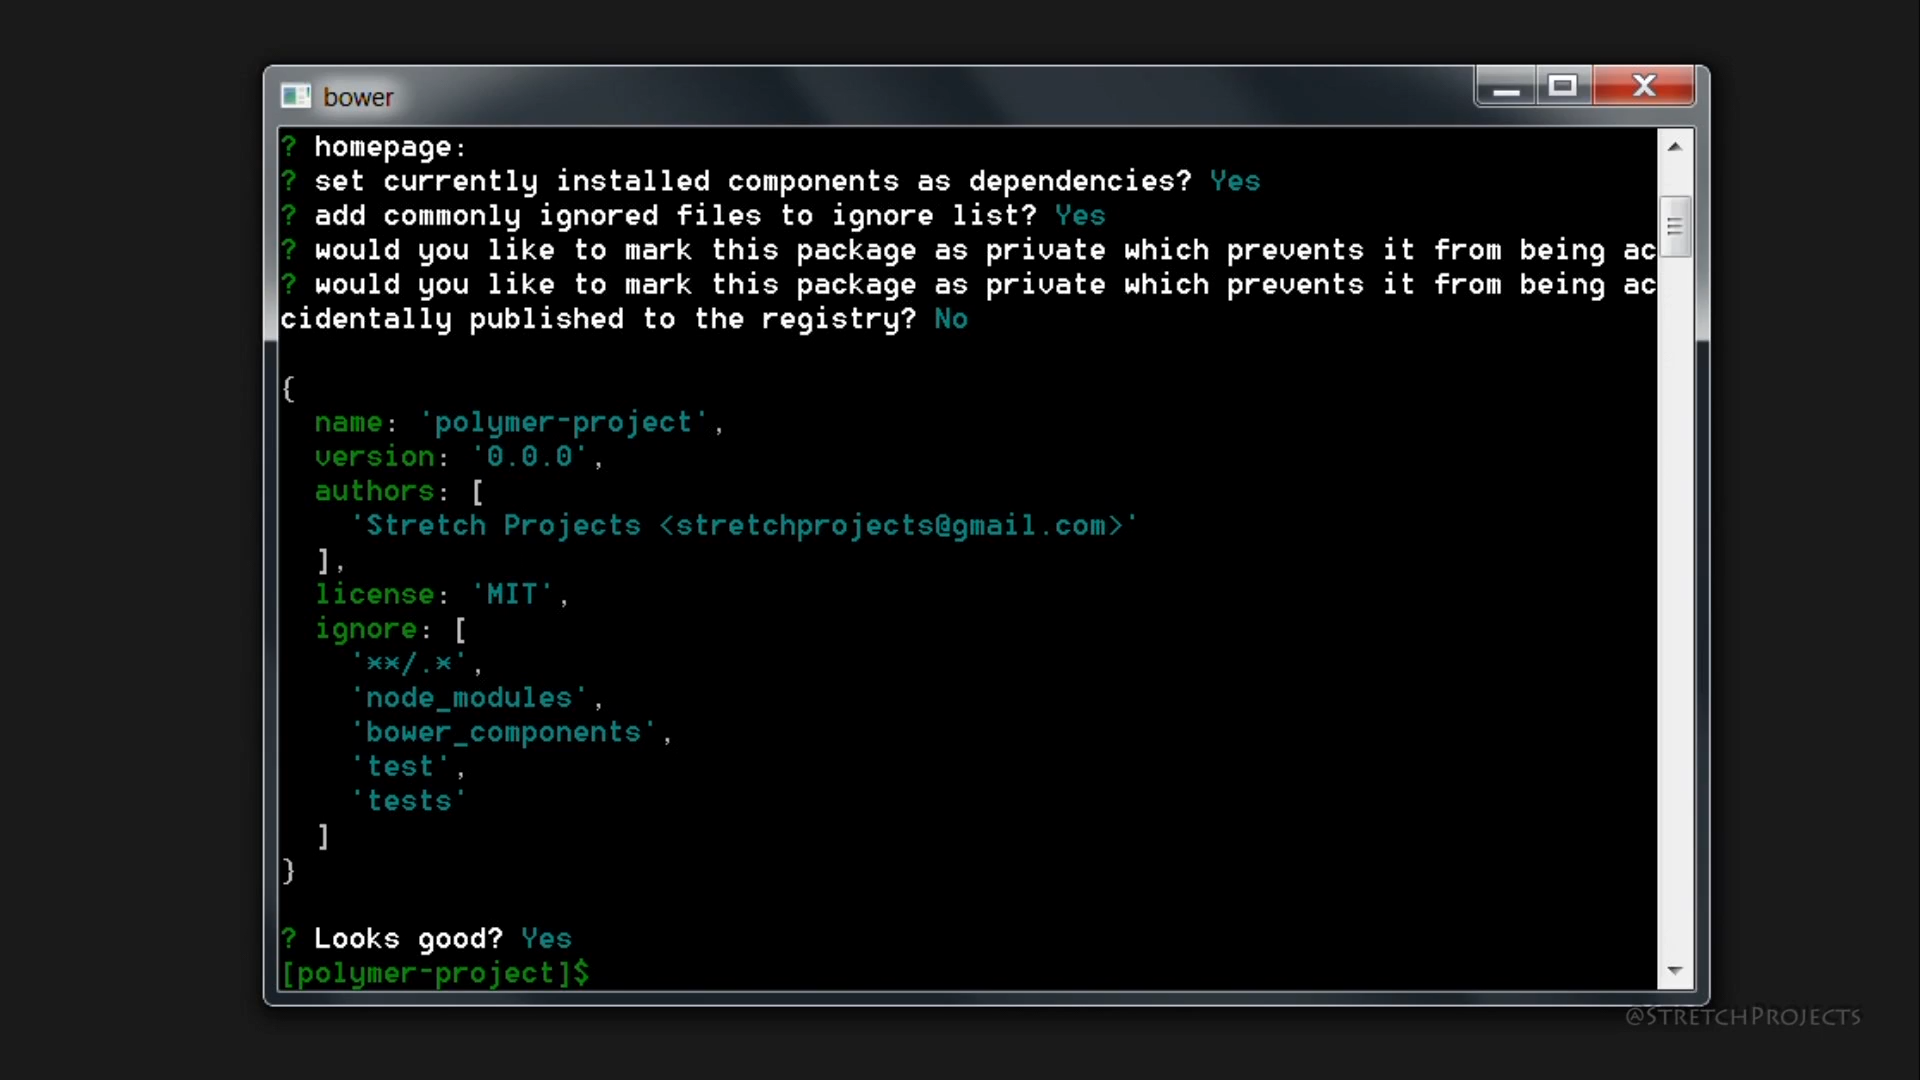 bower
? homepage:
? set currently installed components as dependencies? Yes
? add commonly ignored files to ignore list? Yes
? would you like to mark this package as private which prevents it from being ac
? would you like to mark this package as private which prevents it from being ac
cidentally published to the registry? No
{
name: 'polymer-project',
version: '0.0.0',
authors: [
'Stretch Projects <stretchprojects@gmail.com>'
],
license: 'MIT',
ignore: [
'**/.*',
'node_modules',
'bower_components',
'test',
'tests'
]
}
? Looks good? Yes
[polymer-project]$
@StretchProjects